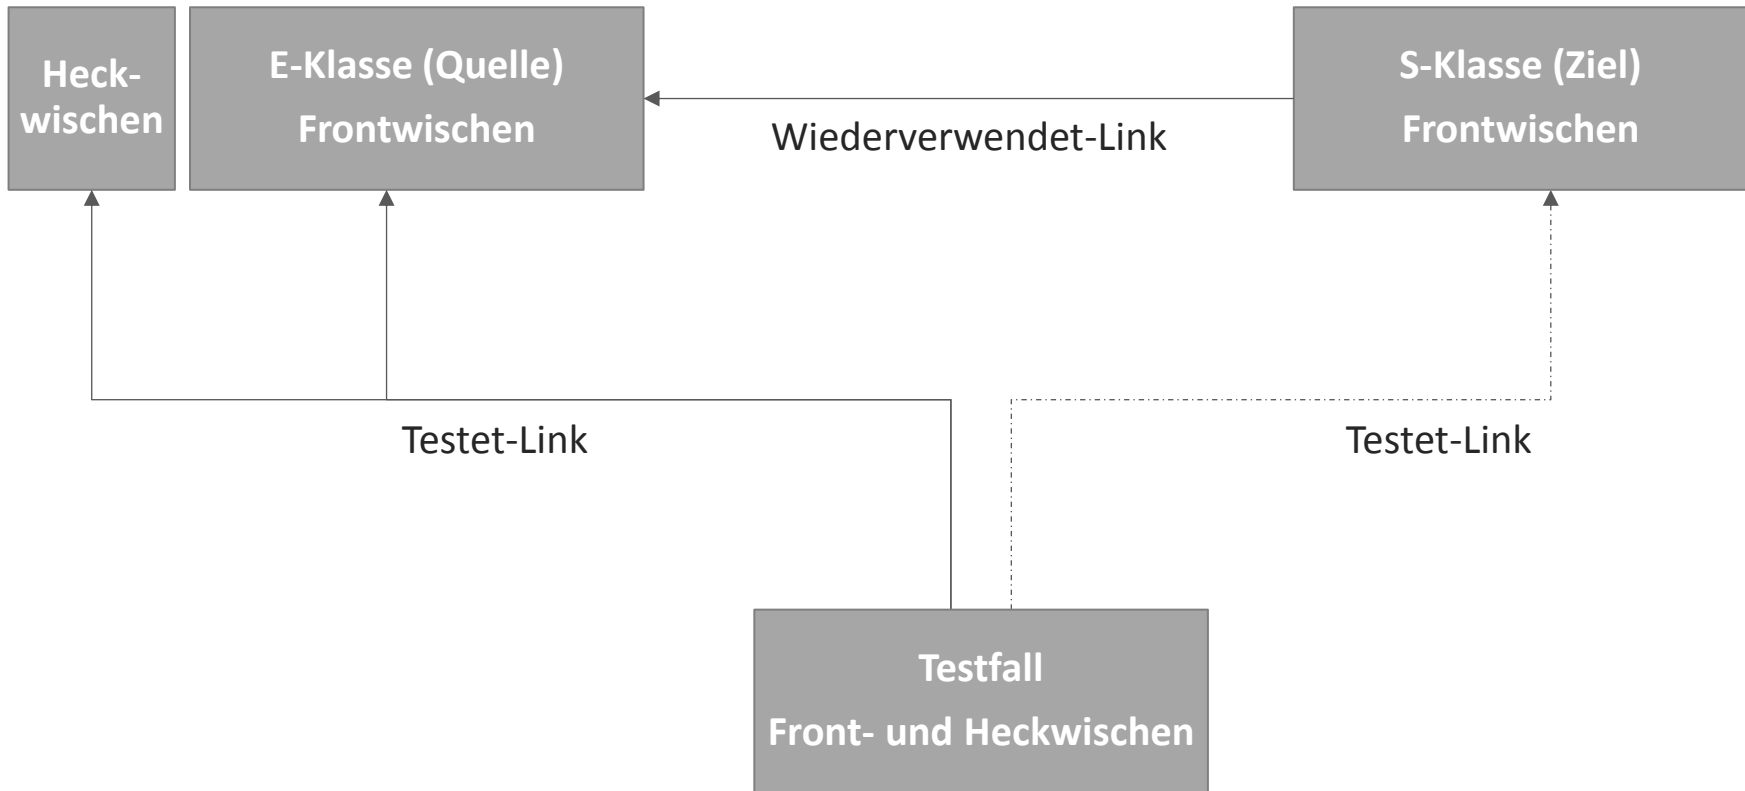 Heck-
wischen
E-Klasse (Quelle)
Frontwischen
Wiederverwendet-Link
S-Klasse (Ziel)
Frontwischen
Testet-Link
Testet-Link
Testfall
Front- und Heckwischen